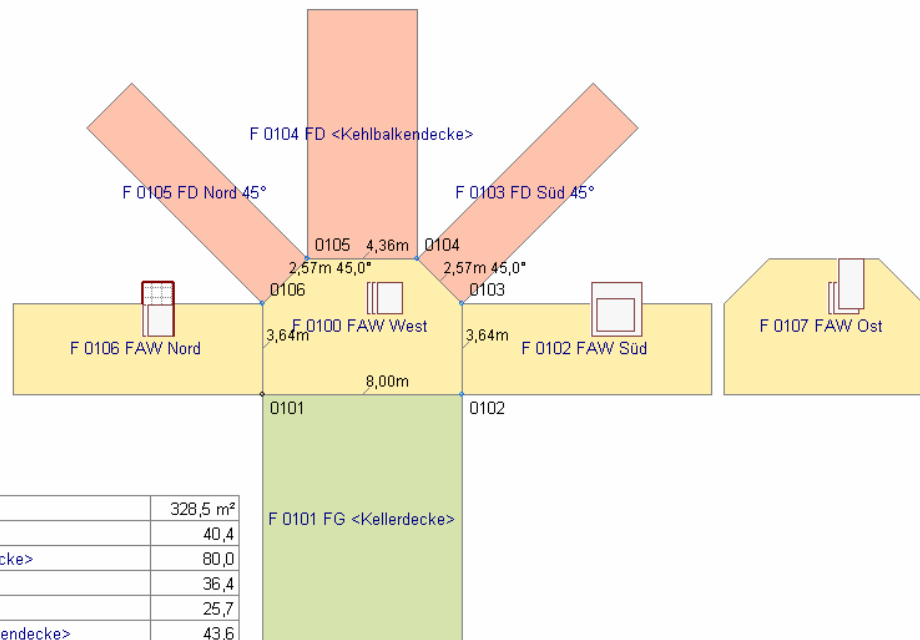 F 0104 FD <Kehlbalkendecke>
F 0105 FD Nord 45°
F 0103 FD Süd 45°
0105
4,36m
0104
2,57m 45,0°
2,57m 45,0°
0106
0103
F 0100 FAW West
F 0107 FAW Ost
3,64m
3,64m
F 0106 FAW Nord
F 0102 FAW Süd
8,00m
0101
0102
328,5 m²
F 0101 FG <Kellerdecke>
40,4
cke> 80,0
36,4
25,7
endecke> 43,6